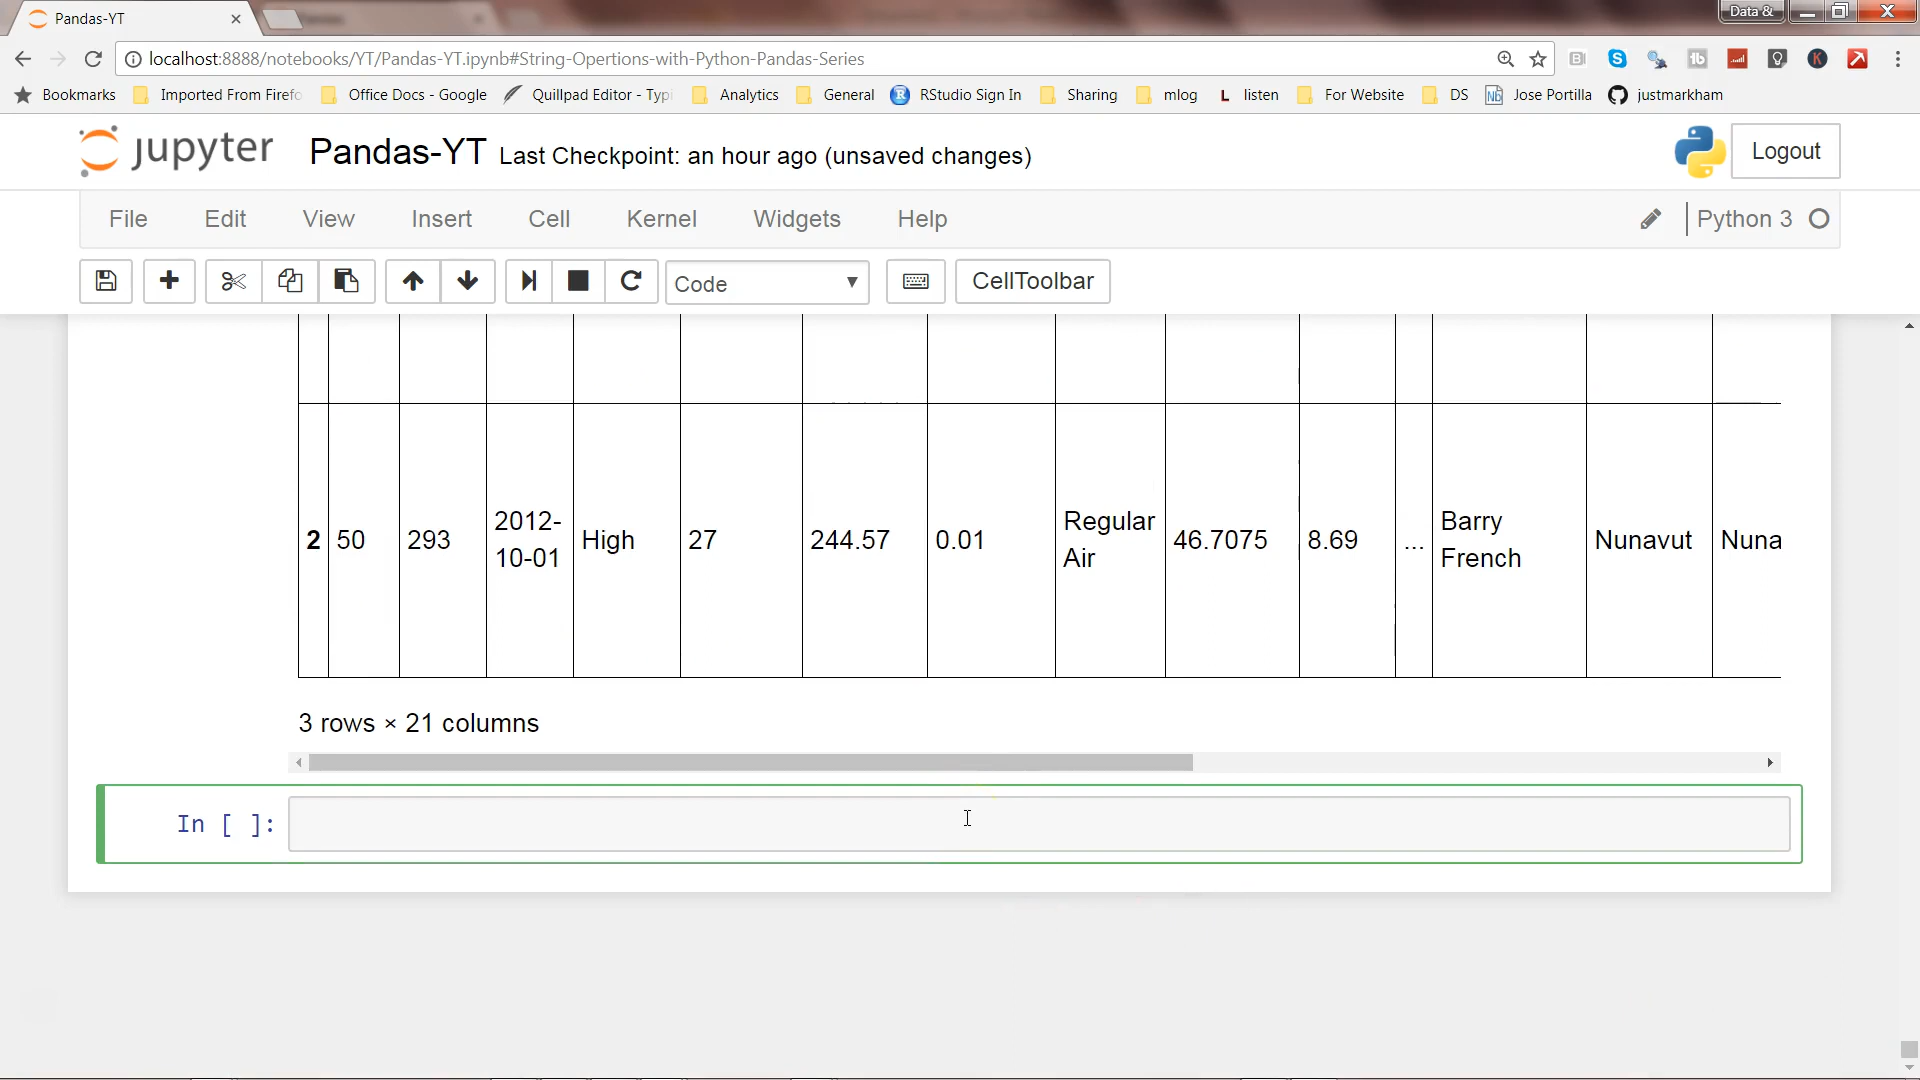 Pandas-YT
Data &
localhost:8888/notebooks/YT/Pandas-YT.ipynb#String-Opertions-with-Python-Pandas-Series
Bookmarks Imported From Firefo Office Docs - Google Quillpad Editor - Typi Analytics General RStudio Sign In Sharing mlog L listen For Website DS Nb Jose Portilla justmarkham
jupyter Pandas-YT Last Checkpoint: an hour ago (unsaved changes) Logout
File Edit View Insert Cell Kernel Widgets Help Python 3
Code CellToolbar
2 50 293 2012-10-01 High 27 244.57 0.01 Regular Air 46.7075 8.69 ... Barry French Nunavut Nuna
3 rows × 21 columns
In [ ]: